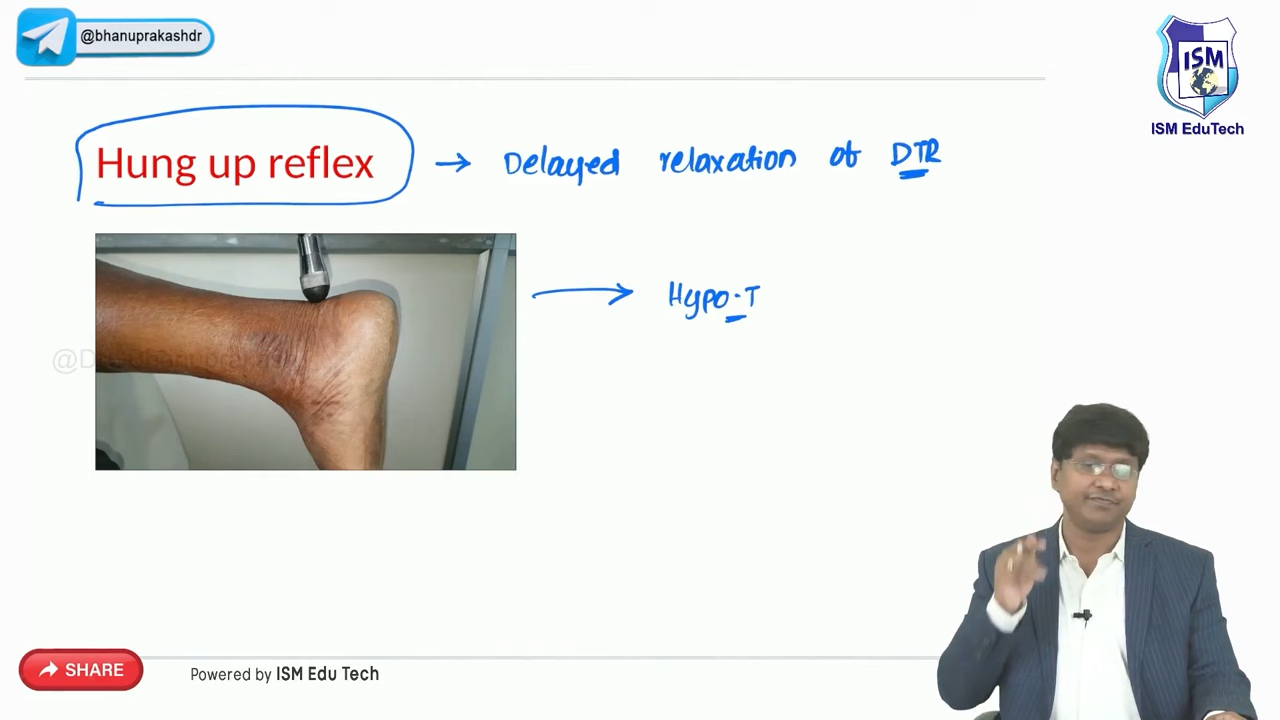 @bhanuprakashdr
ISM
ISM EduTech
Hung up reflex → Delayed relaxation of DTR
→ Hypo-T
SHARE
Powered by ISM Edu Tech